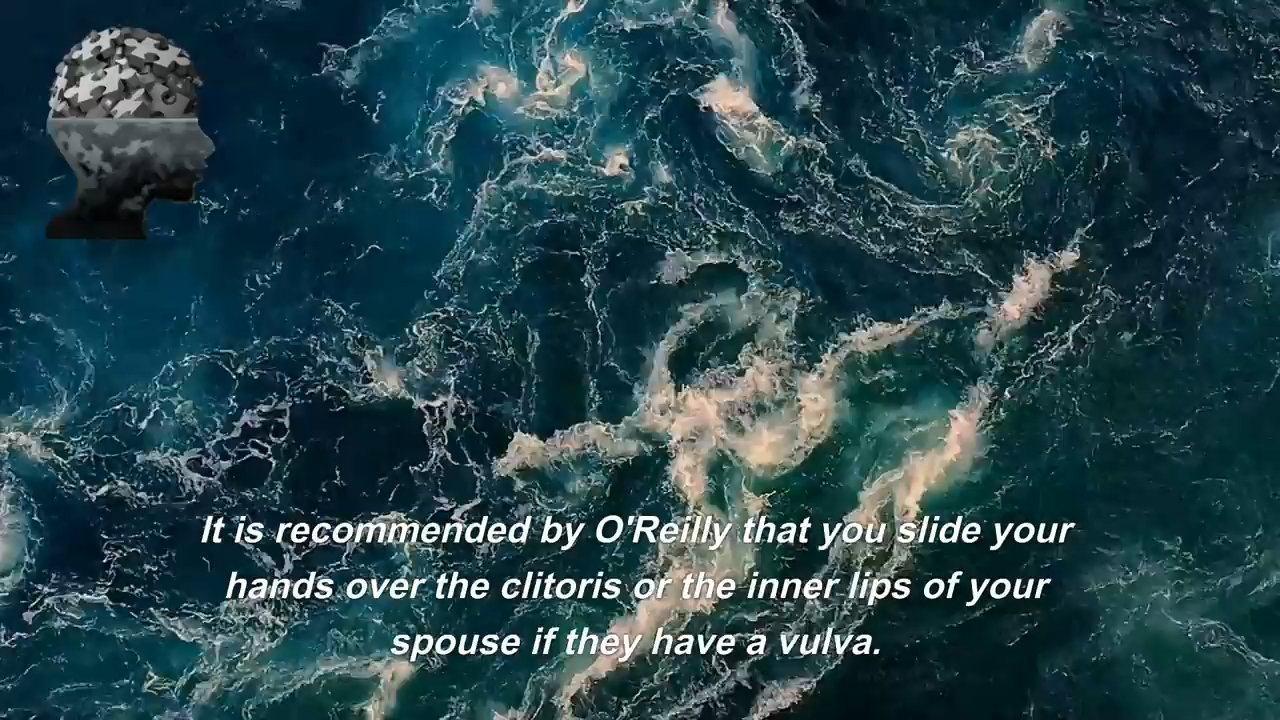 It is recommended by O'Reilly that you slide your
hands over the clitoris or the inner lips of your
spouse if they have a vulva.